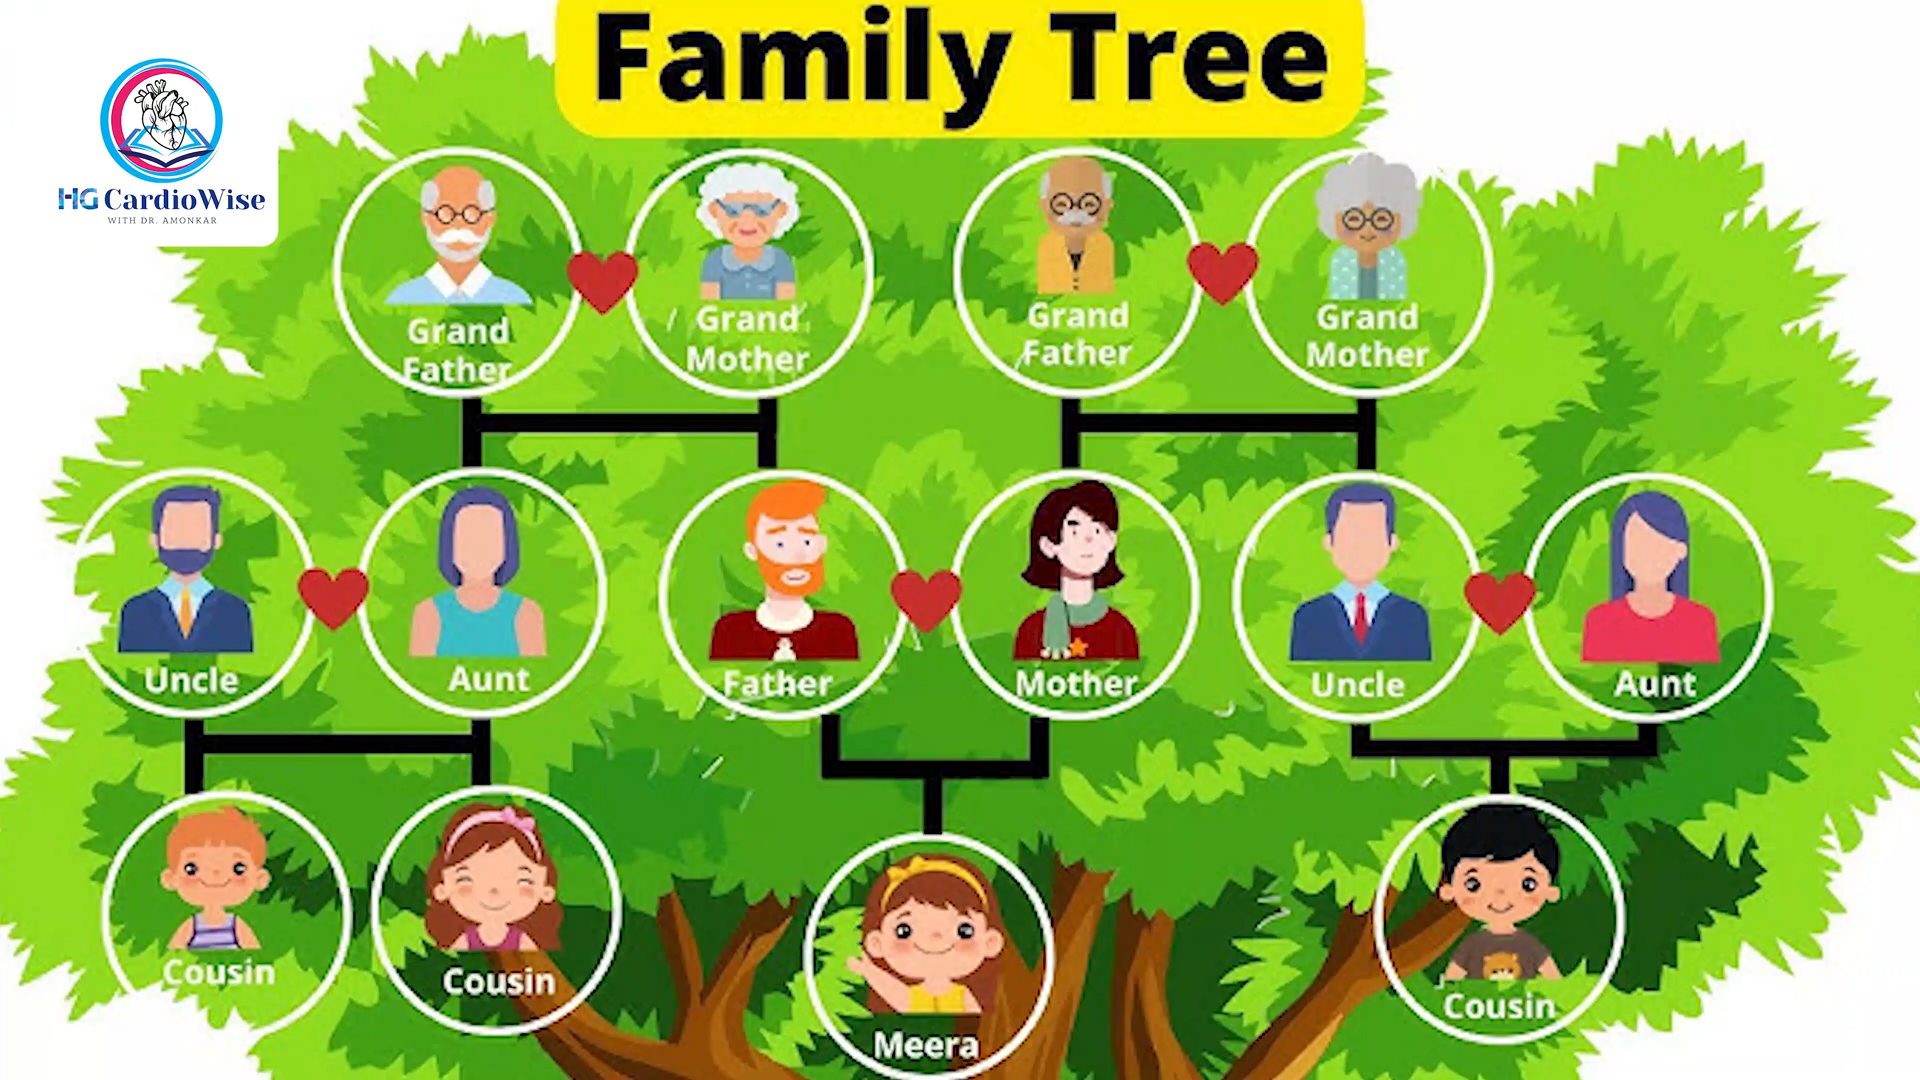 Family Tree
HG CardioWise
WITH DR. AMONKAR
Grand
Father
Grand
Mother
Grand
Father
Grand
Mother
Uncle
Aunt
Father
Mother
Uncle
Aunt
Cousin
Cousin
Meera
Cousin